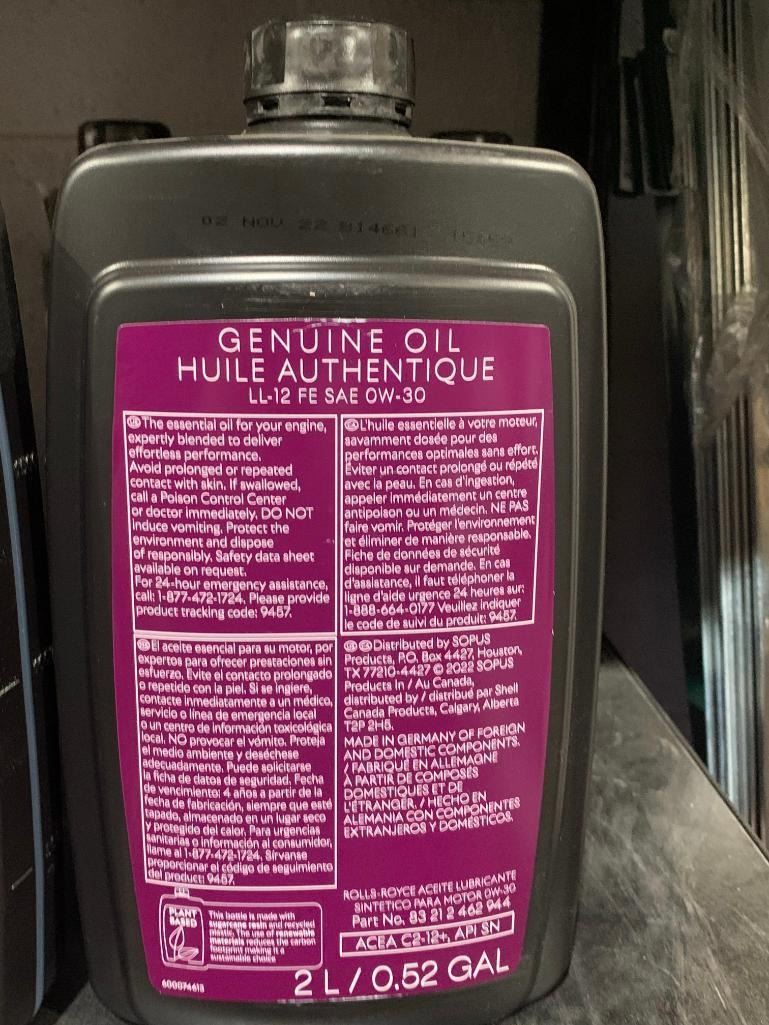 02 NOV 22 814661
GENUINE OIL
HUILE AUTHENTIQUE
LL-12 FE SAE 0W-30
The essential oil for your engine,
expertly blended to deliver
effortless performance.
Avoid prolonged or repeated
contact with skin. If swallowed,
call a Poison Control Center
or doctor immediately. DO NOT
induce vomiting. Protect the
environment and dispose
of responsibly. Safety data sheet
available on request.
For 24-hour emergency assistance,
call: 1-877-472-1724. Please provide
product tracking code: 9457.
L'huile essentielle à votre moteur,
savamment dosée pour des
performances optimales sans effort.
Éviter un contact prolongé ou répété
avec la peau. En cas d'ingestion,
appeler immédiatement un centre
antipoison ou un médecin. NE PAS
faire vomir. Protéger l'environnement
et éliminer de manière responsable.
Fiche de données de sécurité
disponible sur demande. En cas
d'assistance, il faut téléphoner la
ligne d'aide urgence 24 heures sur:
1-888-664-0177 Veuillez indiquer
le code de suivi du produit: 9457.
El aceite esencial para su motor, por
expertos para ofrecer prestaciones sin
esfuerzo. Evite el contacto prolongado
o repetido con la piel. Si se ingiere,
contacte inmediatamente a un médico,
servicio o línea de emergencia local
o un centro de información toxicológica
local. NO provocar el vómito. Proteja
el medio ambiente y deséchese
adecuadamente. Puede solicitarse
la ficha de datos de seguridad. Fecha
de vencimiento: 4 años a partir de la
fecha de fabricación, siempre que esté
tapado, almacenado en un lugar seco
y protegido del calor. Para urgencias
sanitarias o información al consumidor,
llame al 1-877-472-1724. Sírvanse
proporcionar el código de seguimiento
del product: 9457.
Distributed by SOPUS
Products, P.O. Box 4427, Houston,
TX 77210-4427 © 2022 SOPUS
Products In / Au Canada,
distributed by / distribué par Shell
Canada Products, Calgary, Alberta
T2P 2H5.
MADE IN GERMANY OF FOREIGN
AND DOMESTIC COMPONENTS.
/ FABRIQUÉ EN ALLEMAGNE
À PARTIR DE COMPOSÉS
DOMESTIQUES ET DE
L'ÉTRANGER. / HECHO EN
ALEMANIA CON COMPONENTES
EXTRANJEROS Y DOMÉSTICOS.
PLANT
BASED
This bottle is made with
sugarcane resin and recycled
plastic. The use of renewable
materials reduces the carbon
footprint making it a
sustainable choice
ROLLS-ROYCE ACEITE LUBRICANTE
SINTETICO PARA MOTOR 0W-30
Part No. 83 21 2 462 944
ACEA C2-12+, API SN
600074613
2 L / 0.52 GAL